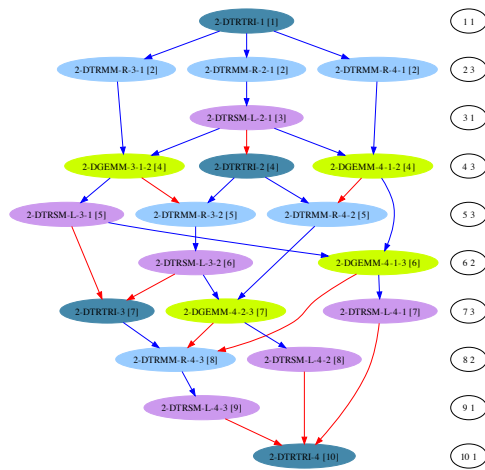 2-DTRTRI-1 [1] 1 1
2-DTRMM-R-3-1 [2] 2-DTRMM-R-2-1 [2] 2-DTRMM-R-4-1 [2] 2 3
2-DTRSM-L-2-1 [3] 3 1
2-DGEMM-3-1-2 [4] 2-DTRTRI-2 [4] 2-DGEMM-4-1-2 [4] 4 3
2-DTRSM-L-3-1 [5] 2-DTRMM-R-3-2 [5] 2-DTRMM-R-4-2 [5] 5 3
2-DTRSM-L-3-2 [6] 2-DGEMM-4-1-3 [6] 6 2
2-DTRTRI-3 [7] 2-DGEMM-4-2-3 [7] 2-DTRSM-L-4-1 [7] 7 3
2-DTRMM-R-4-3 [8] 2-DTRSM-L-4-2 [8] 8 2
2-DTRSM-L-4-3 [9] 9 1
2-DTRTRI-4 [10] 10 1